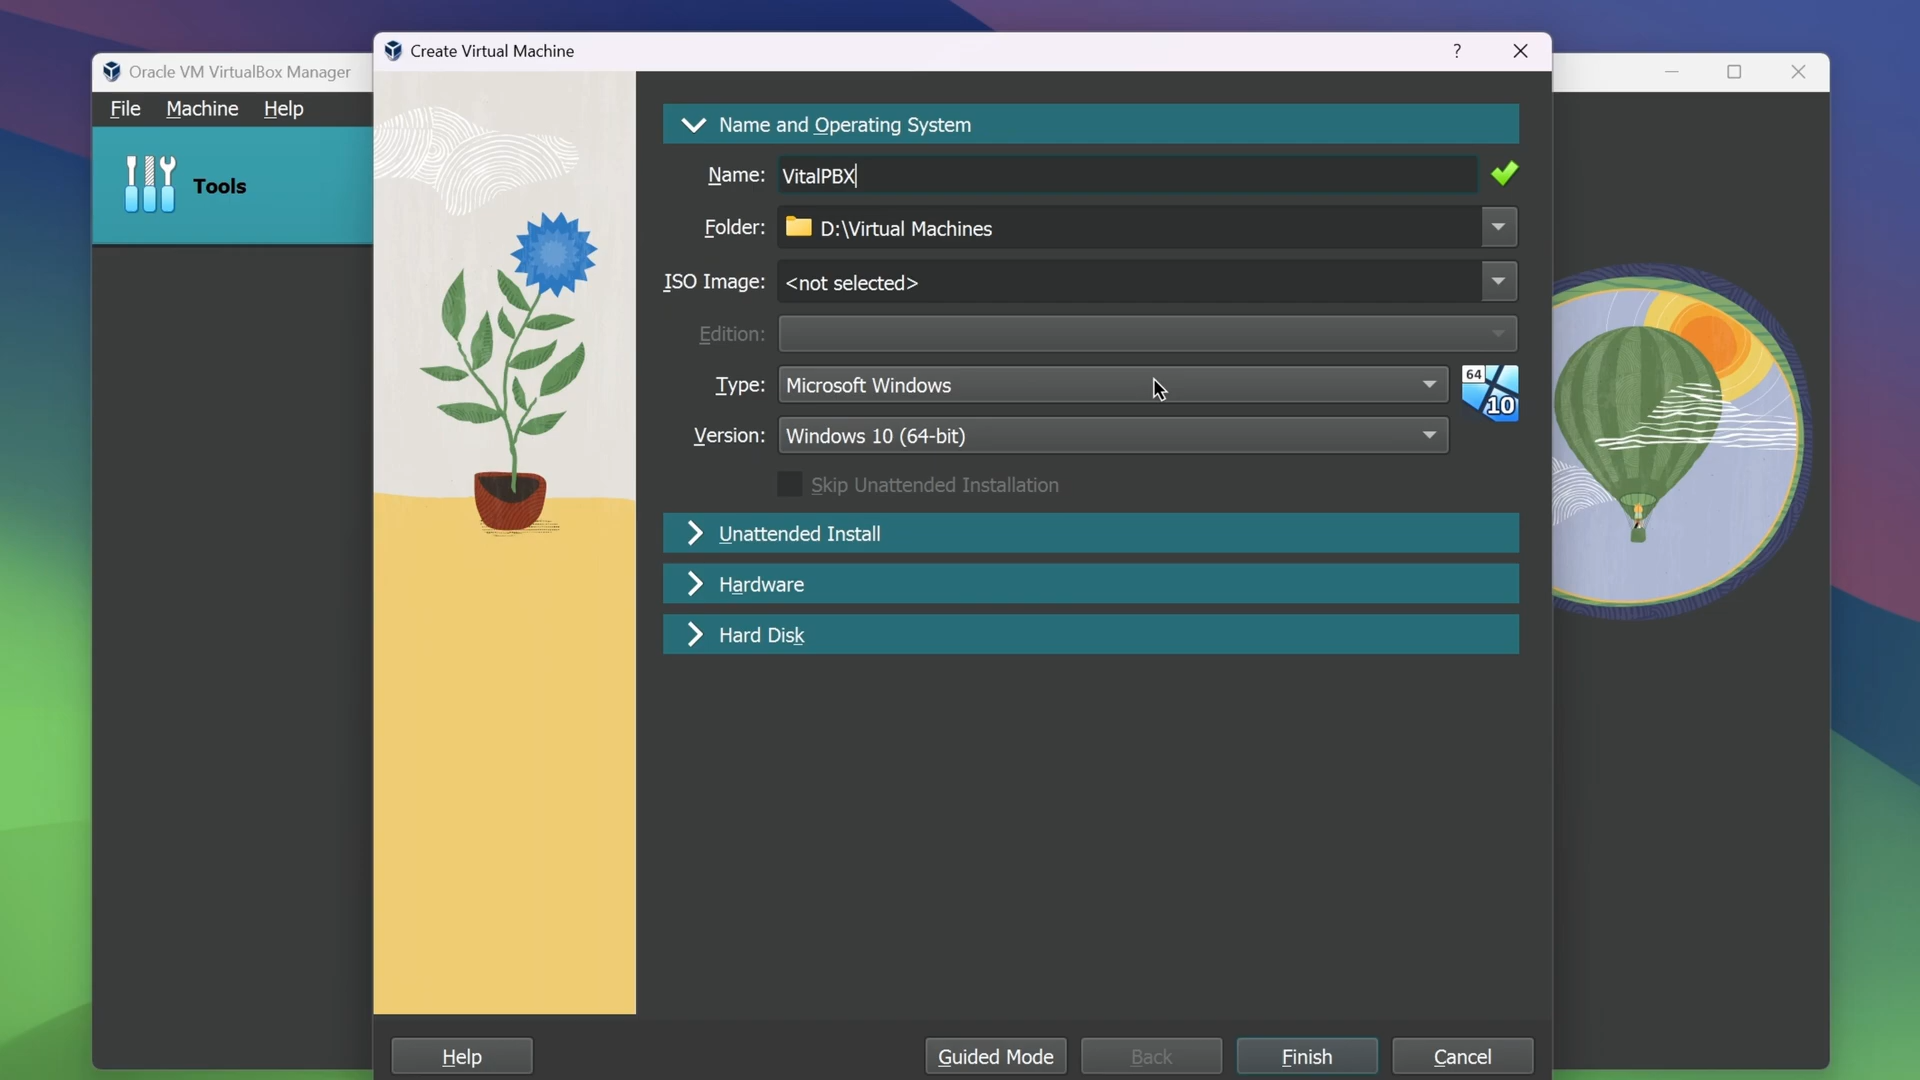 Create Virtual Machine
?
Oracle VM VirtualBox Manager
File Machine Help
Tools
Name and Operating System
Name: VitalPBX
Folder: D:\Virtual Machines
ISO Image: <not selected>
Edition:
Type: Microsoft Windows
64
10
Version: Windows 10 (64-bit)
Skip Unattended Installation
Unattended Install
Hardware
Hard Disk
Help Guided Mode Back Finish Cancel